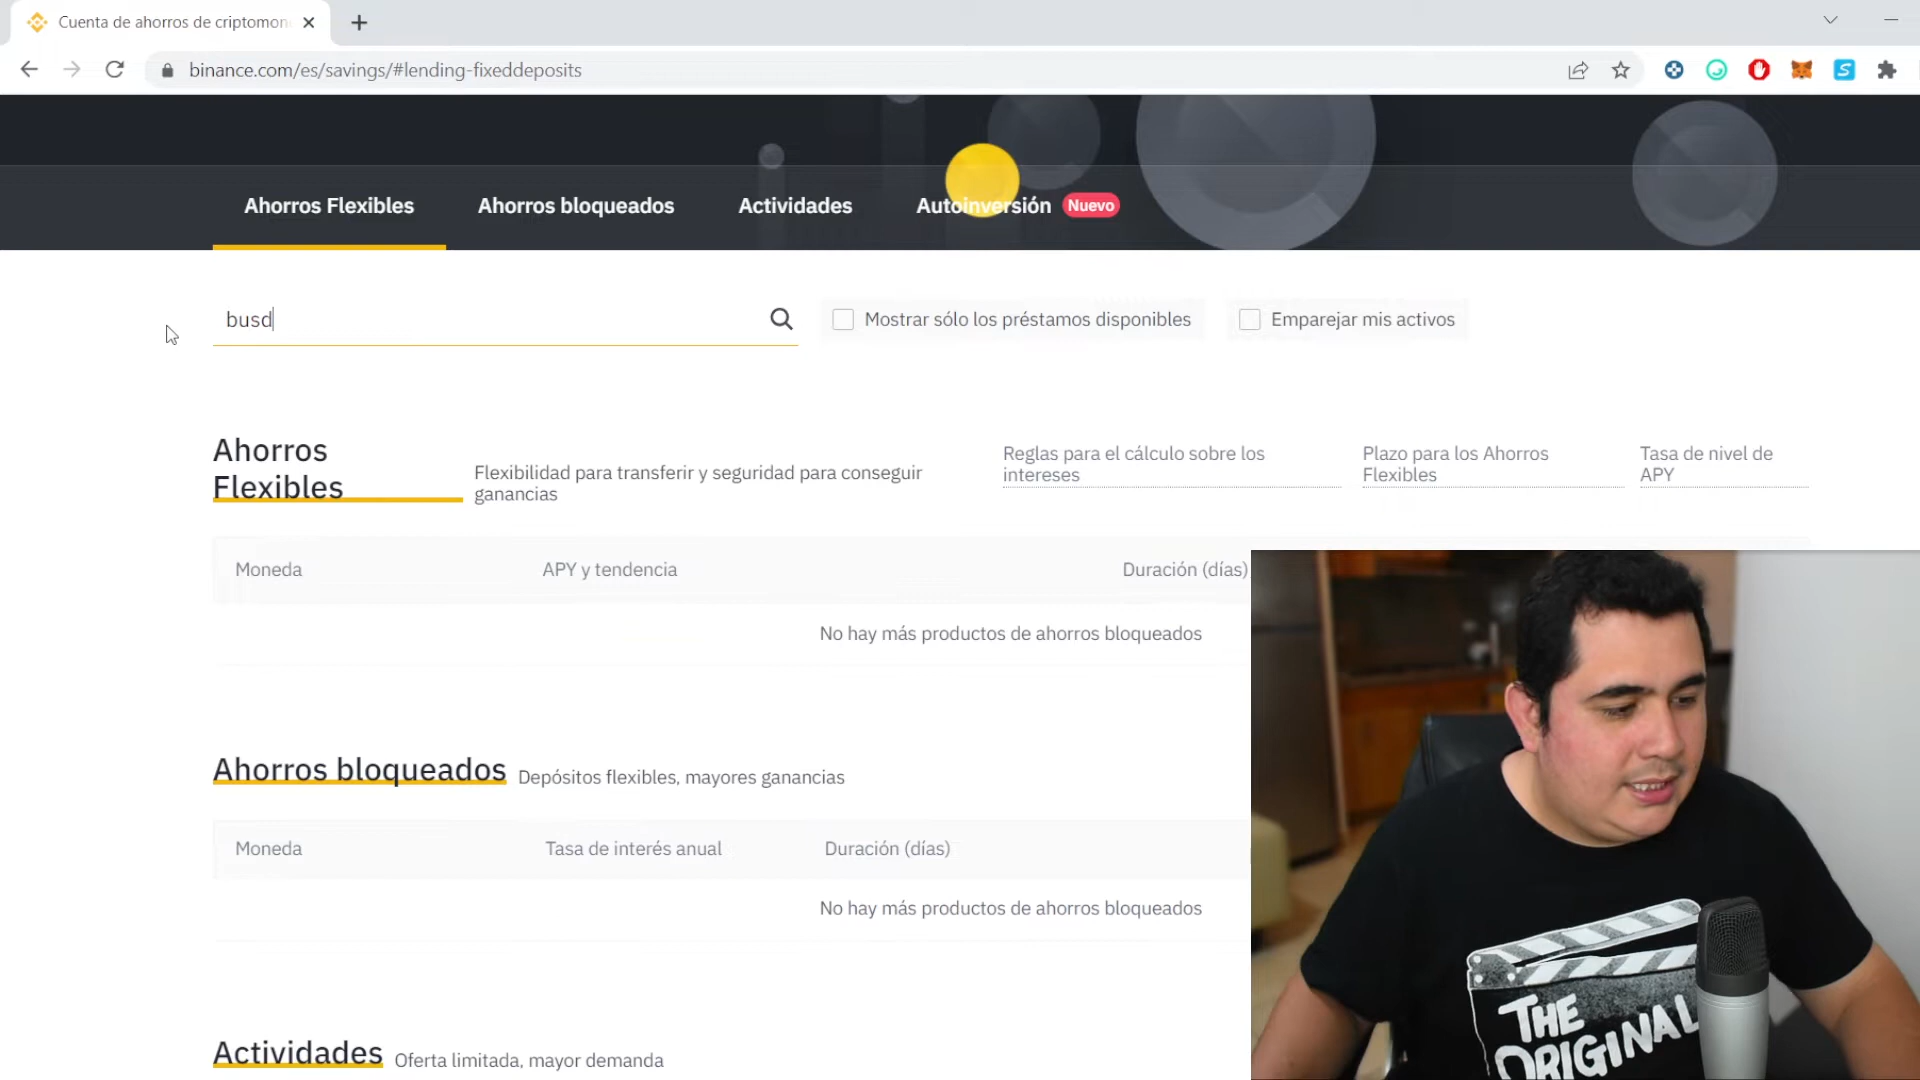 Cuenta de ahorros de criptomon
binance.com/es/savings/#lending-fixeddeposits
Ahorros Flexibles
Ahorros bloqueados
Actividades
Autoinversión
Nuevo
busd
Mostrar sólo los préstamos disponibles
Emparejar mis activos
Ahorros
Flexibles
Flexibilidad para transferir y seguridad para conseguir
ganancias
Reglas para el cálculo sobre los
intereses
Plazo para los Ahorros
Flexibles
Tasa de nivel de
APY
Moneda
APY y tendencia
Duración (días)
No hay más productos de ahorros bloqueados
Ahorros bloqueados
Depósitos flexibles, mayores ganancias
Moneda
Tasa de interés anual
Duración (días)
No hay más productos de ahorros bloqueados
Actividades
Oferta limitada, mayor demanda
THE
ORIGINAL